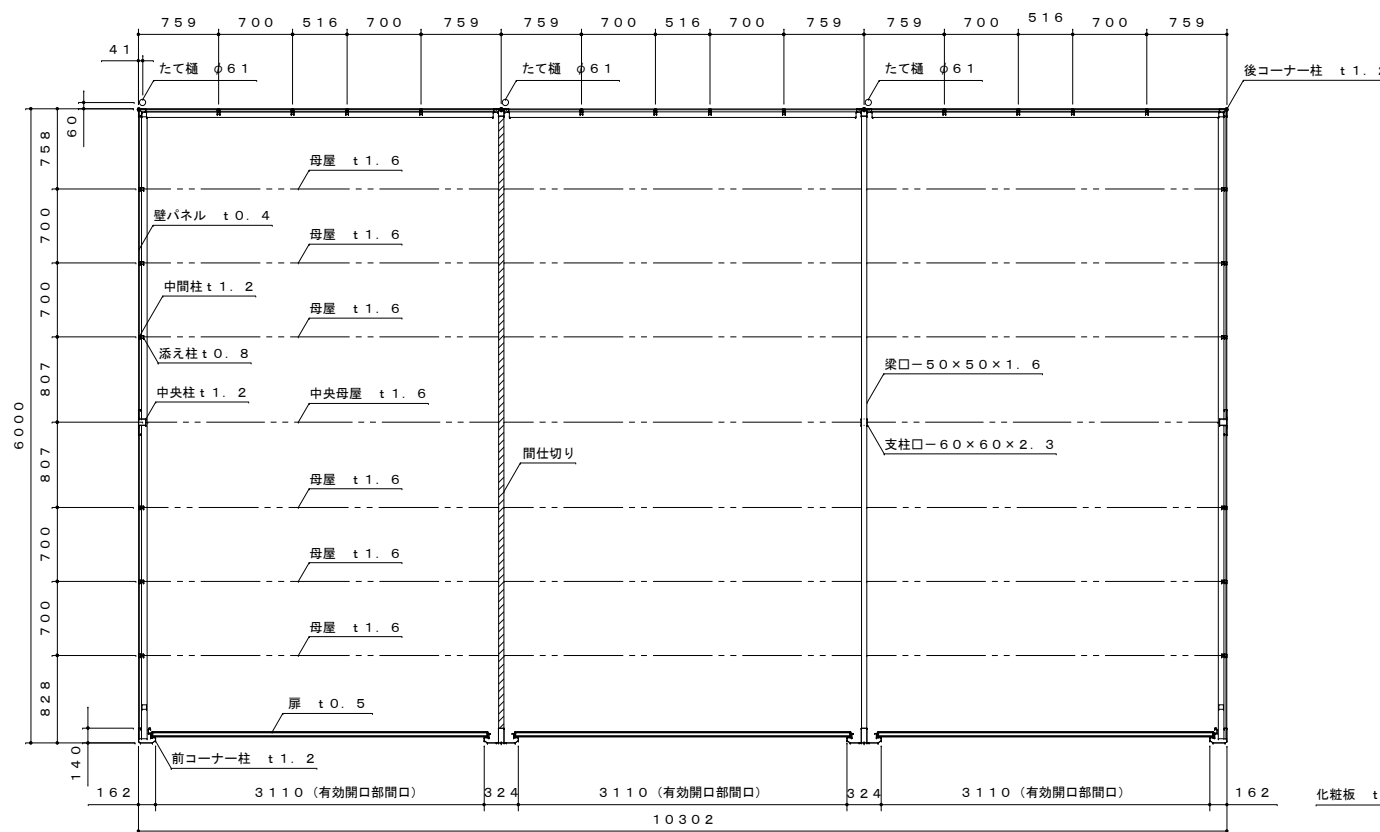 759 700 516 700 759 759 700 516 700 759 759 700 516 700 759
41
たて樋 φ61 たて樋 φ61 たて樋 φ61
後コーナー柱 t1.2
60
758
母屋 t1.6
700
壁パネル t0.4
母屋 t1.6
700
中間柱t1.2
母屋 t1.6
添え柱t0.8
807
梁口-50×50×1.6
中央柱t1.2
中央母屋 t1.6
6000
支柱口-60×60×2.3
807
間仕切り
母屋 t1.6
700
母屋 t1.6
700
母屋 t1.6
828
扉 t0.5
140
前コーナー柱 t1.2
162 3110(有効開口部間口) 324 3110(有効開口部間口) 324 3110(有効開口部間口) 162
化粧板 t
10302